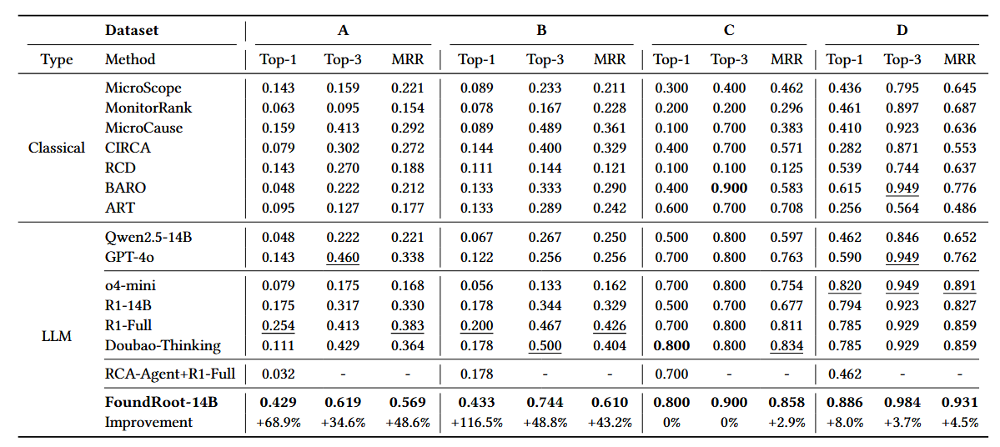 Dataset A B C D
Type Method Top-1 Top-3 MRR Top-1 Top-3 MRR Top-1 Top-3 MRR Top-1 Top-3 MRR
MicroScope 0.143 0.159 0.221 0.089 0.233 0.211 0.300 0.400 0.462 0.436 0.795 0.645
MonitorRank 0.063 0.095 0.154 0.078 0.167 0.228 0.200 0.200 0.296 0.461 0.897 0.687
MicroCause 0.159 0.413 0.292 0.089 0.489 0.361 0.100 0.700 0.383 0.410 0.923 0.636
Classical CIRCA 0.079 0.302 0.272 0.144 0.400 0.329 0.400 0.700 0.571 0.282 0.871 0.553
RCD 0.143 0.270 0.188 0.111 0.144 0.121 0.100 0.100 0.125 0.539 0.744 0.637
BARO 0.048 0.222 0.212 0.133 0.333 0.290 0.400 0.900 0.583 0.615 0.949 0.776
ART 0.095 0.127 0.177 0.133 0.289 0.242 0.600 0.700 0.708 0.256 0.564 0.486
Qwen2.5-14B 0.048 0.222 0.221 0.067 0.267 0.250 0.500 0.800 0.597 0.462 0.846 0.652
GPT-4o 0.143 0.460 0.338 0.122 0.256 0.256 0.700 0.800 0.763 0.590 0.949 0.762
o4-mini 0.079 0.175 0.168 0.056 0.133 0.162 0.700 0.800 0.754 0.820 0.949 0.891
R1-14B 0.175 0.317 0.330 0.178 0.344 0.329 0.500 0.700 0.677 0.794 0.923 0.827
R1-Full 0.254 0.413 0.383 0.200 0.467 0.426 0.700 0.800 0.811 0.785 0.929 0.859
LLM Doubao-Thinking 0.111 0.429 0.364 0.178 0.500 0.404 0.800 0.800 0.834 0.785 0.929 0.859
RCA-Agent+R1-Full 0.032 - - 0.178 - - 0.700 - - 0.462 - -
FoundRoot-14B 0.429 0.619 0.569 0.433 0.744 0.610 0.800 0.900 0.858 0.886 0.984 0.931
Improvement +68.9% +34.6% +48.6% +116.5% +48.8% +43.2% 0% 0% +2.9% +8.0% +3.7% +4.5%